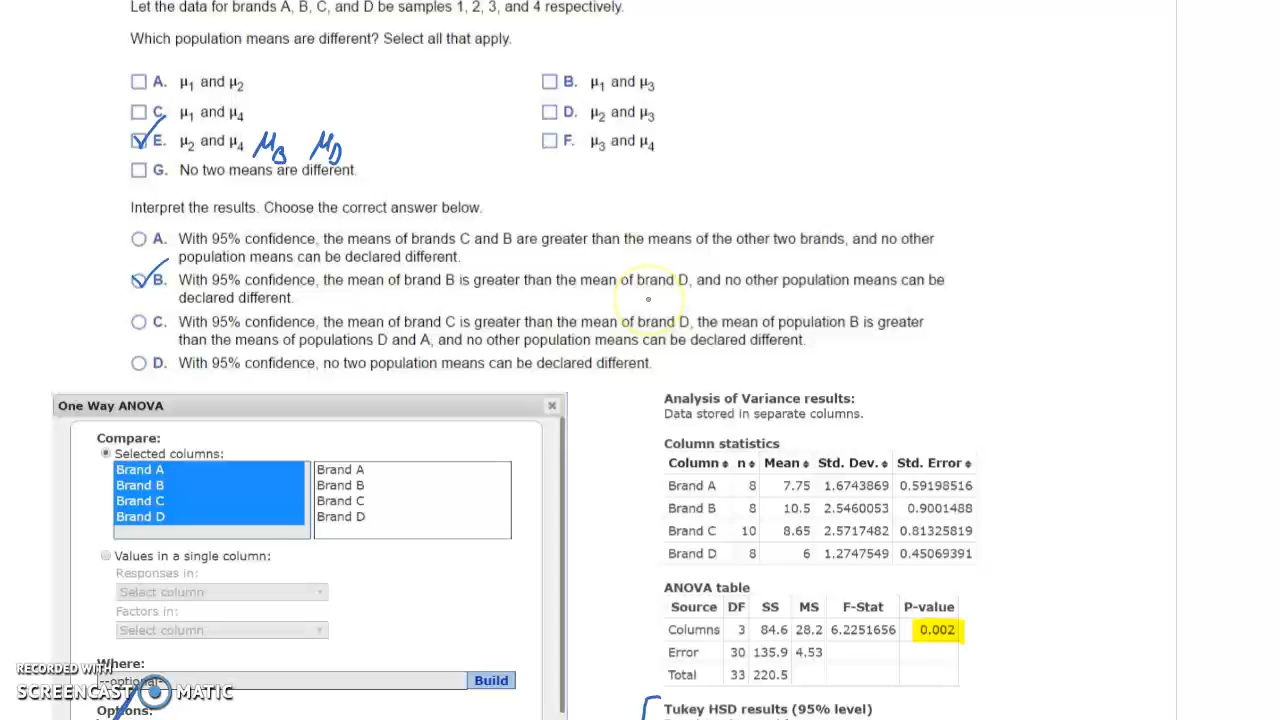 Let the data for brands A, B, C, and D be samples 1, 2, 3, and 4 respectively.
Which population means are different? Select all that apply.
A. μ1 and μ2
B. μ1 and μ3
C. μ1 and μ4
D. μ2 and μ3
E. μ2 and μ4 μB μD
F. μ3 and μ4
G. No two means are different.
Interpret the results. Choose the correct answer below.
A. With 95% confidence, the means of brands C and B are greater than the means of the other two brands, and no other
population means can be declared different.
B. With 95% confidence, the mean of brand B is greater than the mean of brand D, and no other population means can be
declared different.
C. With 95% confidence, the mean of brand C is greater than the mean of brand D, the mean of population B is greater
than the means of populations D and A, and no other population means can be declared different.
D. With 95% confidence, no two population means can be declared different.
One Way ANOVA
Compare:
Selected columns:
Brand A Brand A
Brand B Brand B
Brand C Brand C
Brand D Brand D
Values in a single column:
Responses in:
Select column
Factors in:
Select column
Where:
--optional-- Build
Options:
RECORDED WITH
SCREENCAST MATIC
Analysis of Variance results:
Data stored in separate columns.
Column statistics
Column n Mean Std. Dev. Std. Error
Brand A 8 7.75 1.6743869 0.59198516
Brand B 8 10.5 2.5460053 0.9001488
Brand C 10 8.65 2.5717482 0.81325819
Brand D 8 6 1.2747549 0.45069391
ANOVA table
Source DF SS MS F-Stat P-value
Columns 3 84.6 28.2 6.2251656 0.002
Error 30 135.9 4.53
Total 33 220.5
Tukey HSD results (95% level)